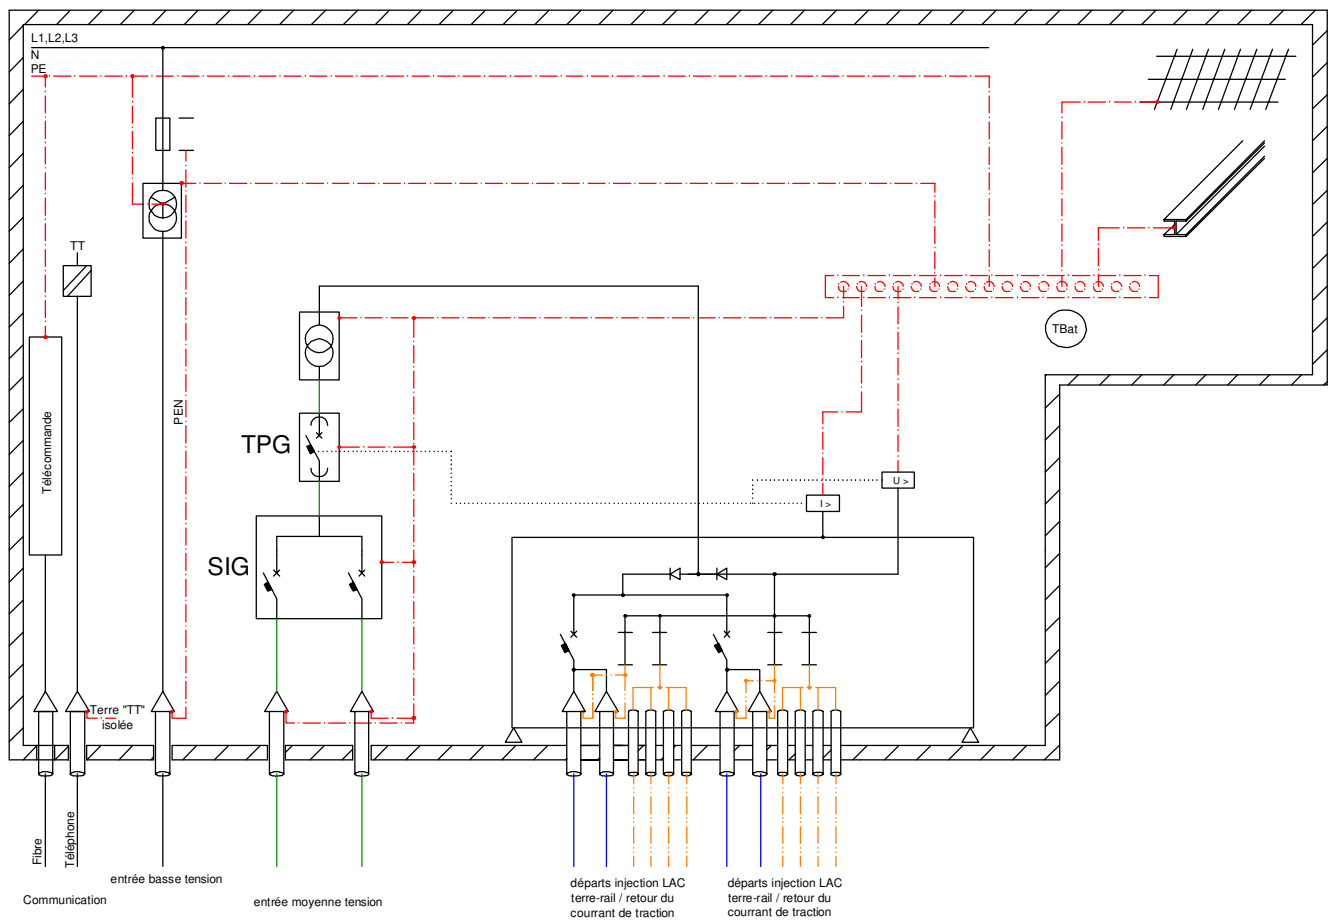 L1,L2,L3
N
PE
TT
TBat
PEN
Télécommande
TPG
U >
I >
SIG
Terre "TT"
isolée
Fibre
Téléphone
entrée basse tension
Communication
entrée moyenne tension
départs injection LAC
terre-rail / retour du
courrant de traction
départs injection LAC
terre-rail / retour du
courrant de traction